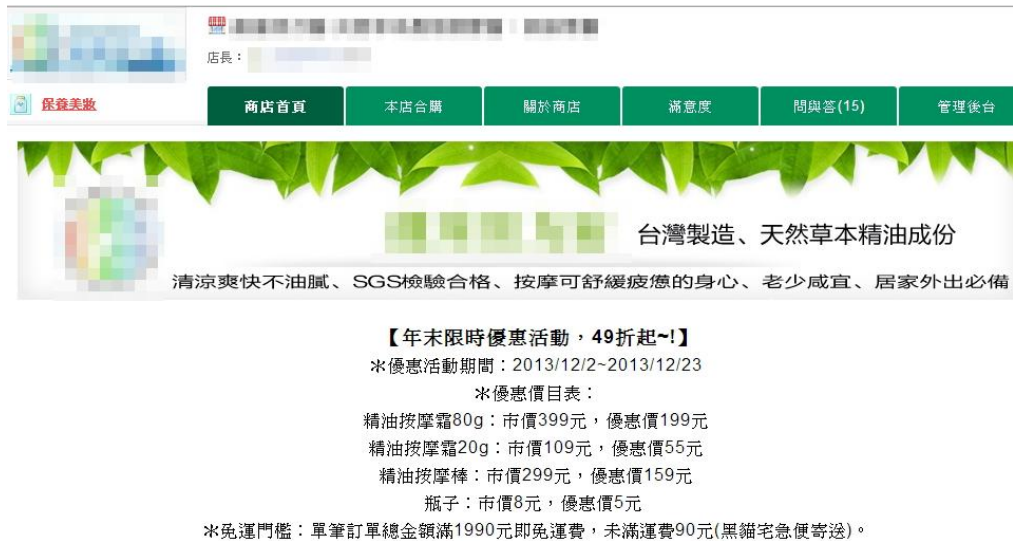 店長：
保養美妝
商店首頁
本店合購
關於商店
滿意度
問與答(15)
管理後台
台灣製造、天然草本精油成份
清涼爽快不油膩、SGS檢驗合格、按摩可舒緩疲憊的身心、老少咸宜、居家外出必備
【年末限時優惠活動，49折起~!】
＊優惠活動期間：2013/12/2~2013/12/23
＊優惠價目表：
精油按摩霜80g：市價399元，優惠價199元
精油按摩霜20g：市價109元，優惠價55元
精油按摩棒：市價299元，優惠價159元
瓶子：市價8元，優惠價5元
＊免運門檻：單筆訂單總金額滿1990元即免運費，未滿運費90元(黑貓宅急便寄送)。